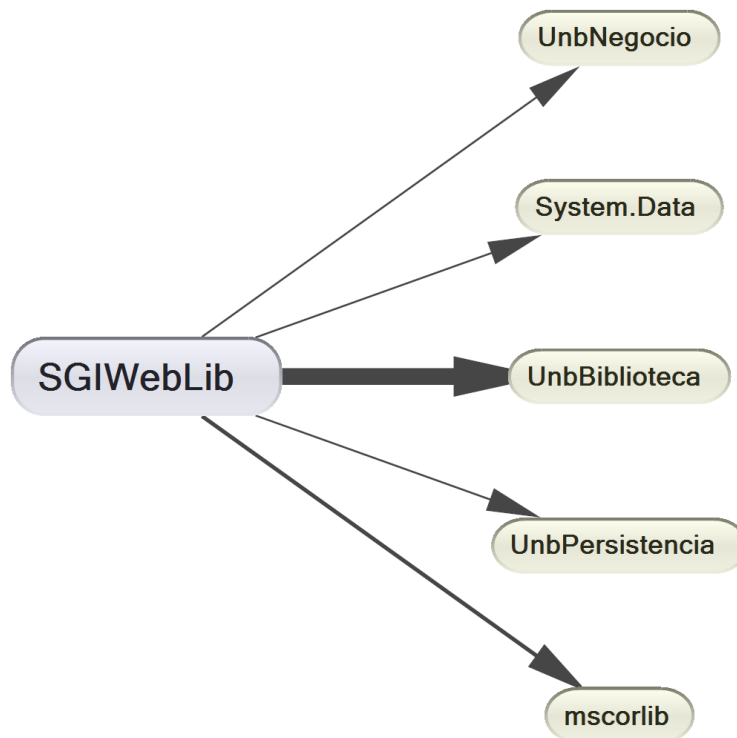 UnbNegocio
System.Data
SGIWebLib
UnbBiblioteca
UnbPersistencia
mscorlib